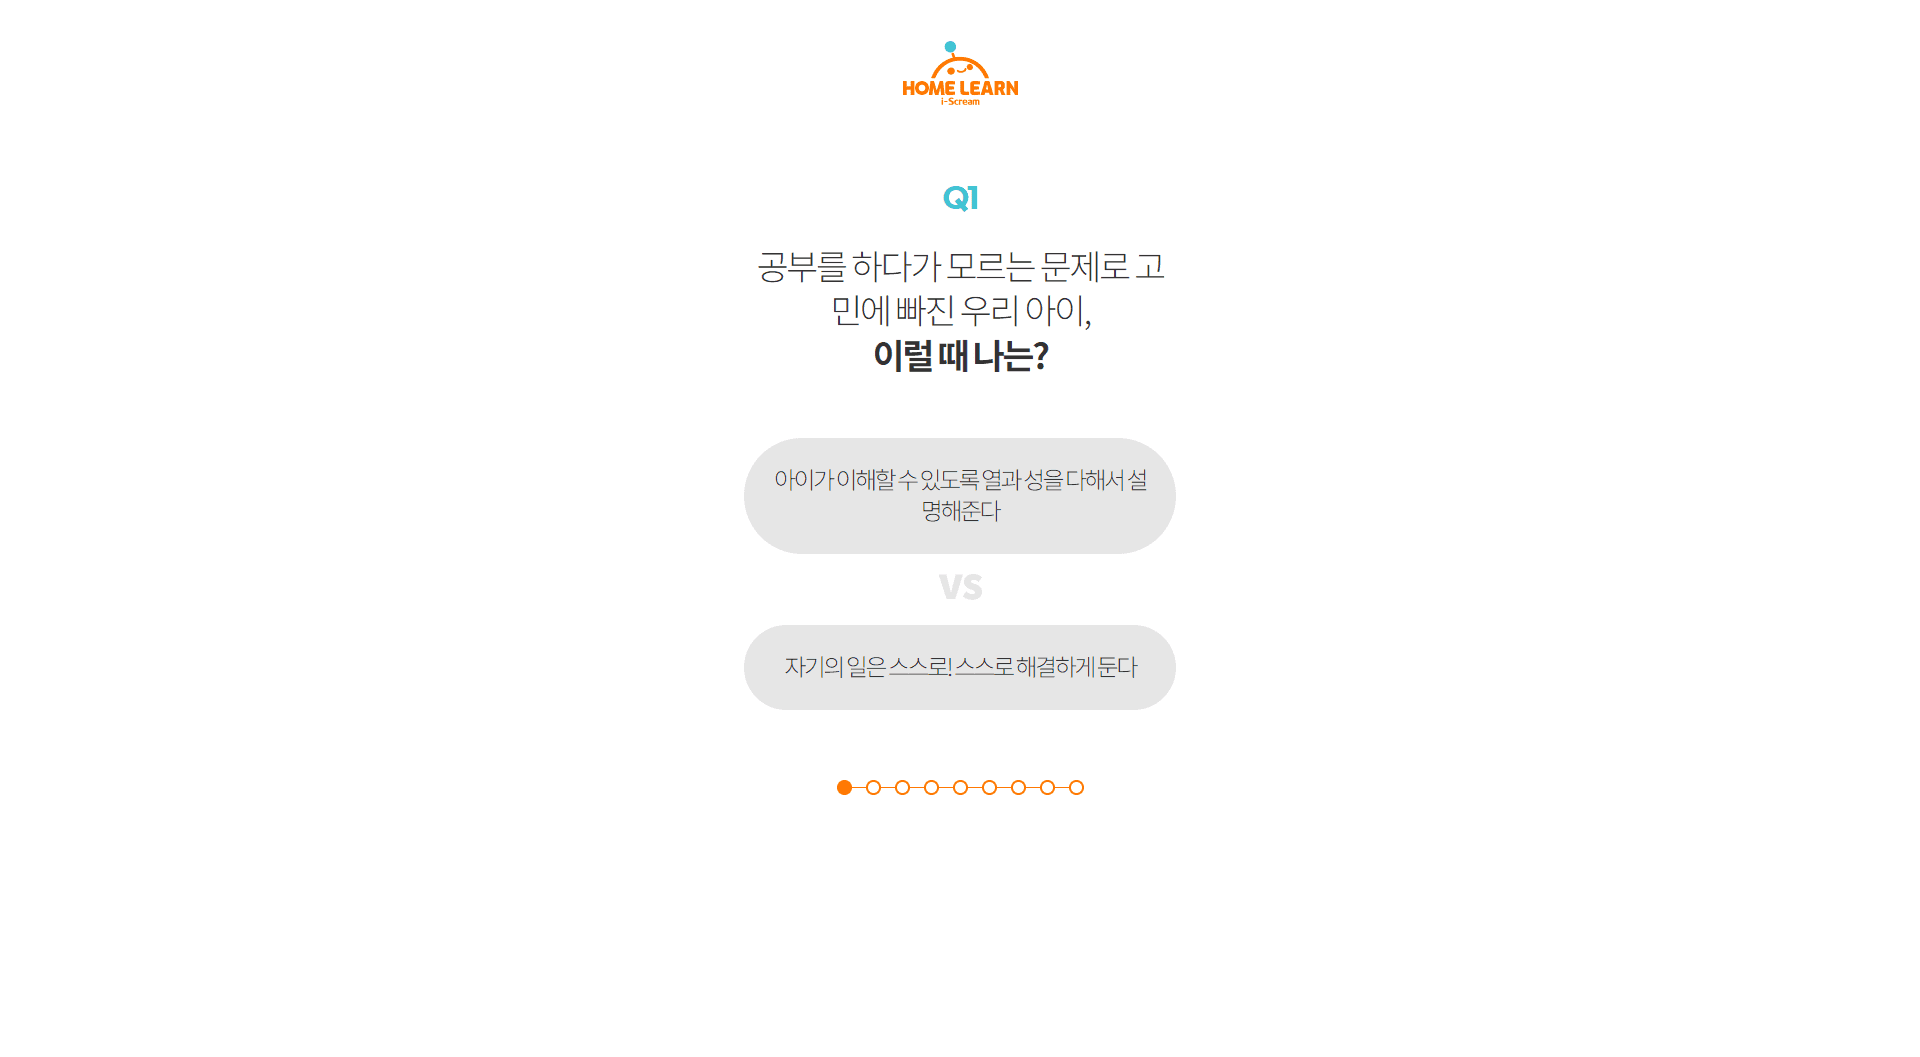 HOME LEARN
i-Scream
Q1
공부를 하다가 모르는 문제로 고
민에 빠진 우리 아이,
이럴 때 나는?
아이가 이해할 수 있도록 열과 성을 다해서 설
명해준다
VS
자기의 일은 스스로! 스스로 해결하게 둔다